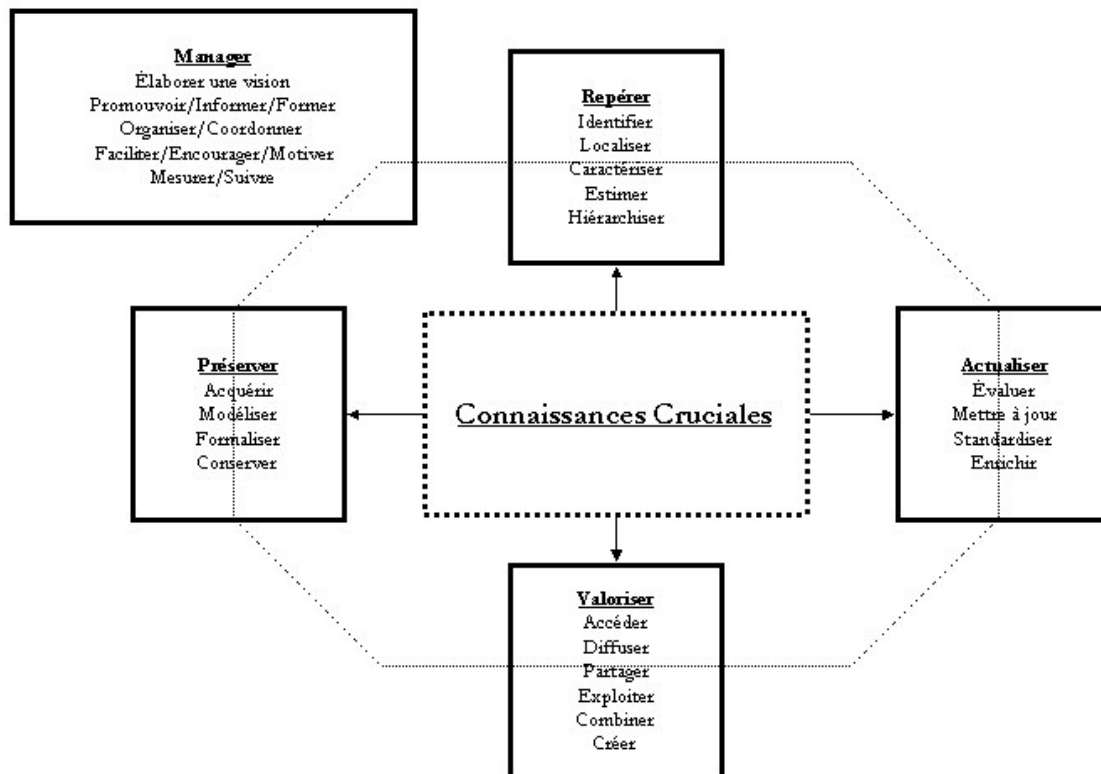 Manager
Élaborer une vision
Promouvoir/Informer/Former
Organiser/Coordonner
Faciliter/Encourager/Motiver
Mesurer/Suivre
Repérer
Identifier
Localiser
Caractériser
Estimer
Hiérarchiser
Préserver
Acquérir
Modéliser
Formaliser
Conserver
Connaissances Cruciales
Actualiser
Évaluer
Mettre à jour
Standardiser
Enrichir
Valoriser
Accéder
Diffuser
Partager
Exploiter
Combiner
Créer